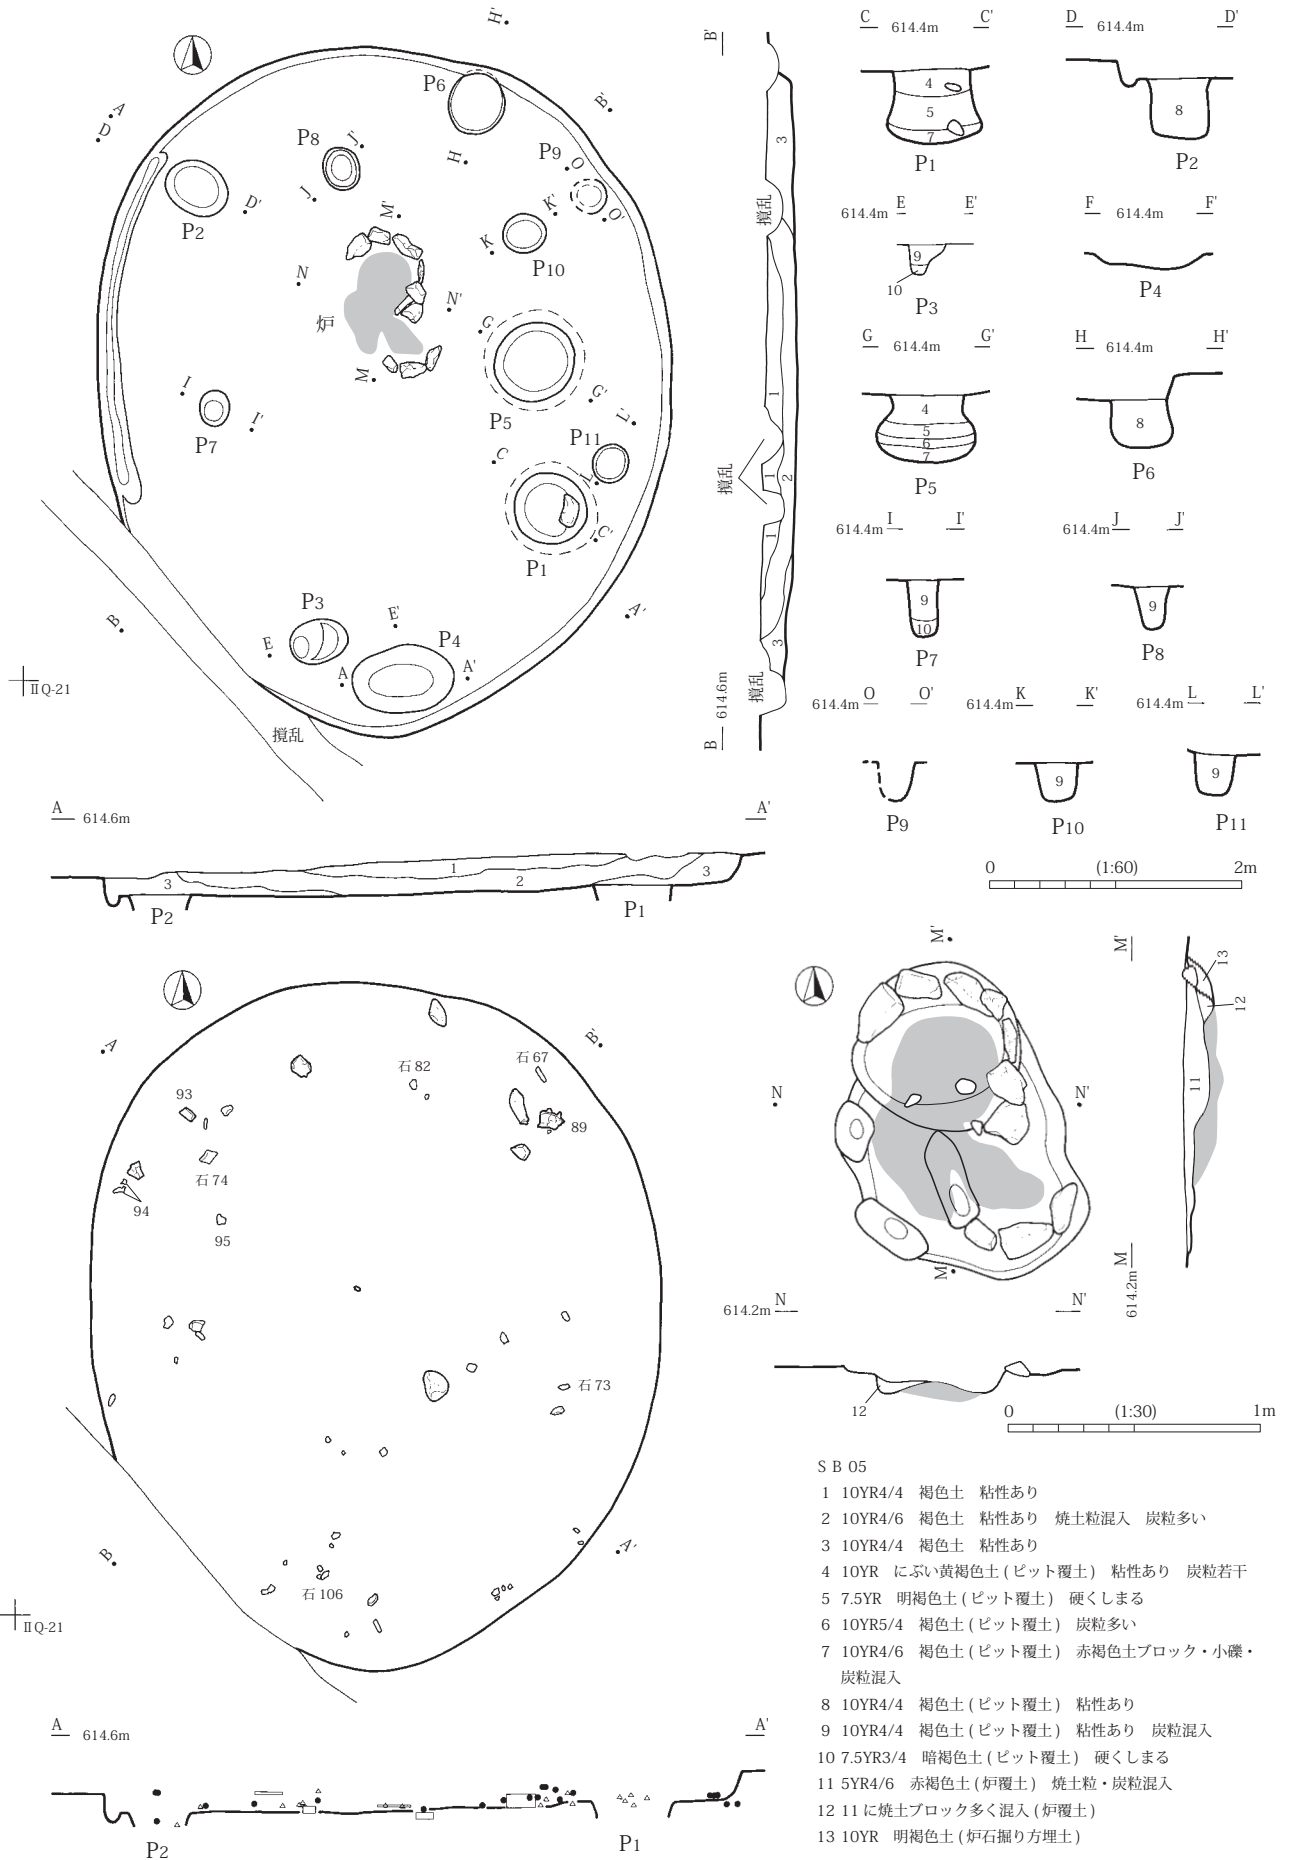 H'
A
D
P6
B'
P8
J'
H
P9
O
J
M'
K'
O'
D'
P2
K
P10
N
N'
炉
G
M
P5
G'
L'
I
I'
P7
C
P11
L
C'
P1
B
P3
E'
A'
E
P4
A
A'
ⅡQ-21
撹乱
B'
3
撹乱
1
撹乱
1
2
1
3
撹乱
B 614.6m
C 614.4m C'
4
5
7
P1
D 614.4m D'
8
P2
614.4m E E'
9
10
P3
F 614.4m F'
P4
G 614.4m G'
4
5
6
7
P5
H 614.4m H'
8
P6
614.4m I I'
9
10
P7
614.4m J J'
9
P8
614.4m O O'
P9
614.4m K K'
9
P10
614.4m L L'
9
P11
0 (1:60) 2m
A 614.6m A'
1
2
3
3
P2
P1
A
B'
石 82
石 67
93
89
石 74
94
95
石 73
B
A'
石 106
ⅡQ-21
A 614.6m A'
P2
P1
M'
N
N'
M
M'
13
12
11
M
614.2m
614.2m N N'
12
0 (1:30) 1m
S B 05
1 10YR4/4 褐色土 粘性あり
2 10YR4/6 褐色土 粘性あり 焼土粒混入 炭粒多い
3 10YR4/4 褐色土 粘性あり
4 10YR にぶい黄褐色土 ( ピット覆土 ) 粘性あり 炭粒若干
5 7.5YR 明褐色土 ( ピット覆土 ) 硬くしまる
6 10YR5/4 褐色土 ( ピット覆土 ) 炭粒多い
7 10YR4/6 褐色土 ( ピット覆土 ) 赤褐色土ブロック・小礫・
炭粒混入
8 10YR4/4 褐色土 ( ピット覆土 ) 粘性あり
9 10YR4/4 褐色土 ( ピット覆土 ) 粘性あり 炭粒混入
10 7.5YR3/4 暗褐色土 ( ピット覆土 ) 硬くしまる
11 5YR4/6 赤褐色土 ( 炉覆土 ) 焼土粒・炭粒混入
12 11 に焼土ブロック多く混入 ( 炉覆土 )
13 10YR 明褐色土 ( 炉石掘り方埋土 )